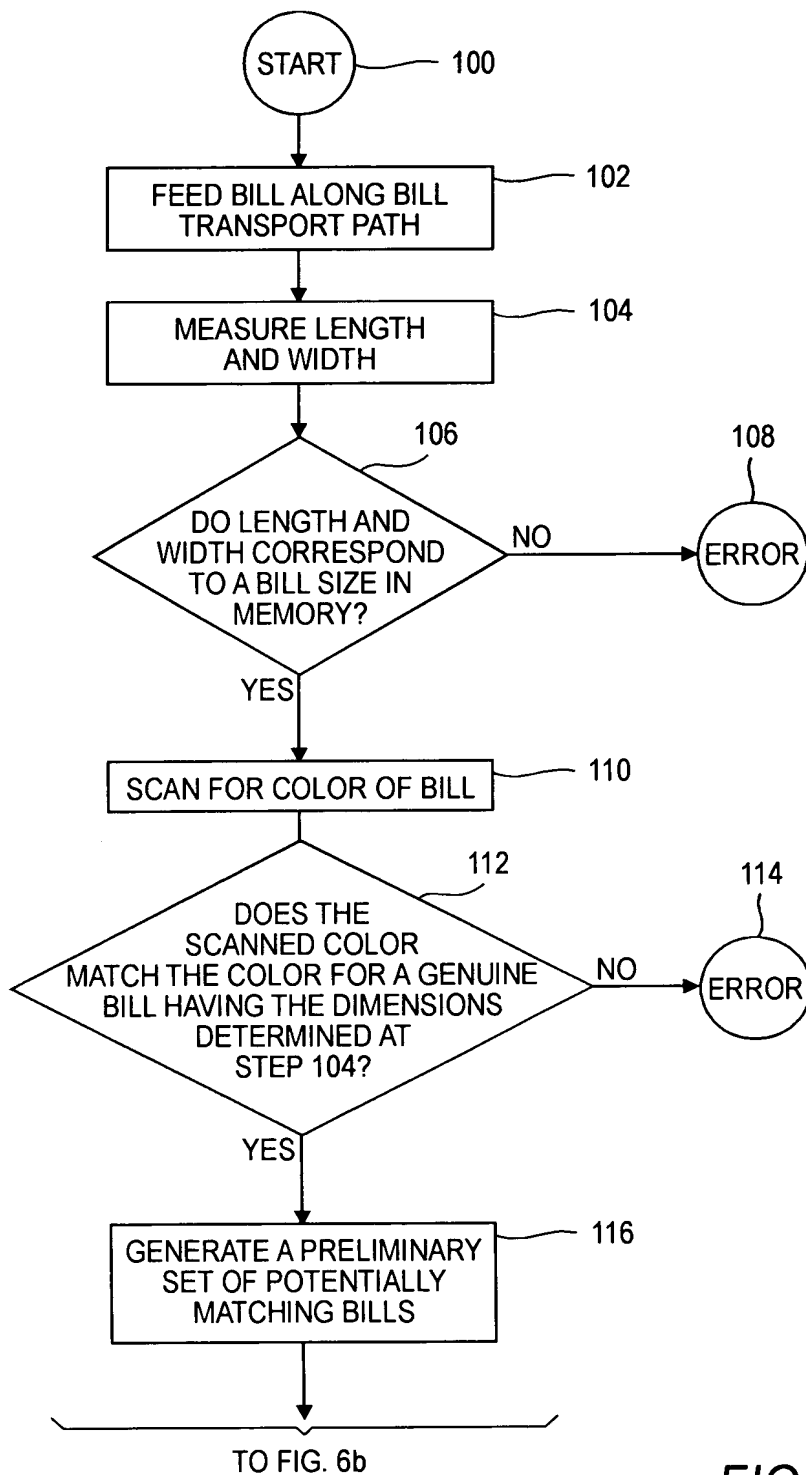 START
100
FEED BILL ALONG BILL
TRANSPORT PATH
102
MEASURE LENGTH
AND WIDTH
104
106
108
DO LENGTH AND
WIDTH CORRESPOND
TO A BILL SIZE IN
MEMORY?
NO
ERROR
YES
SCAN FOR COLOR OF BILL
110
112
114
DOES THE
SCANNED COLOR
MATCH THE COLOR FOR A GENUINE
BILL HAVING THE DIMENSIONS
DETERMINED AT
STEP 104?
NO
ERROR
YES
GENERATE A PRELIMINARY
SET OF POTENTIALLY
MATCHING BILLS
116
TO FIG. 6b